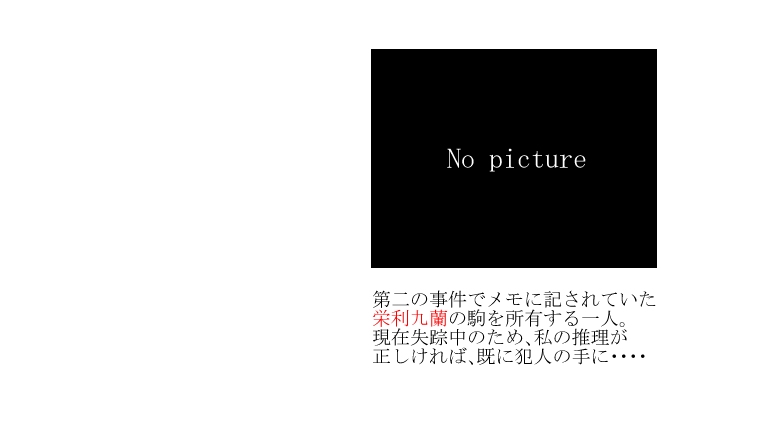 No picture
第二の事件でメモに記されていた
栄利九蘭の駒を所有する一人。
現在失踪中のため、私の推理が
正しければ、既に犯人の手に・・・・